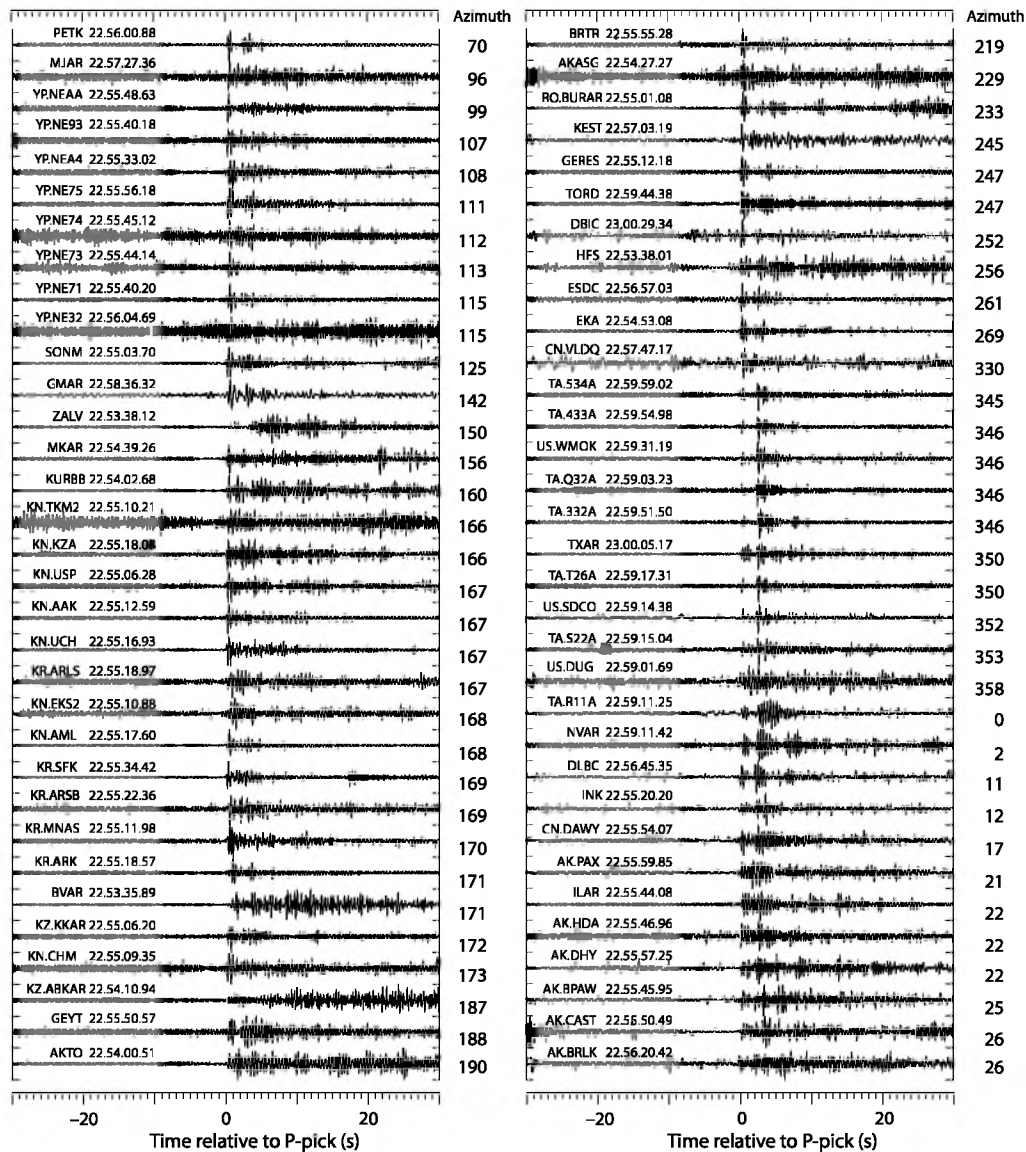 Azimuth
PETK 22.56.00.88
70
MJAR 22.57.27.36
96
YP.NEAA 22.55.48.63
99
YP.NE93 22.55.40.18
107
YP.NEA4 22.55.33.02
108
YP.NE75 22.55.56.18
111
YP.NE74 22.55.45.12
112
YP.NE73 22.55.44.14
113
YP.NE71 22.55.40.20
115
YP.NE32 22.56.04.69
115
SONM 22.55.03.70
125
GMAR 22.58.36.32
142
ZALV 22.53.38.12
150
MKAR 22.54.39.26
156
KURBB 22.54.02.68
160
KN.TKM2 22.55.10.21
166
KN.KZA 22.55.18.08
166
KN.USP 22.55.06.28
167
KN.AAK 22.55.12.59
167
KN.UCH 22.55.16.93
167
KR.ARLS 22.55.18.97
167
KN.EKS2 22.55.10.88
168
KN.AML 22.55.17.60
168
KR.SFK 22.55.34.42
169
KR.ARSB 22.55.22.36
169
KR.MNAS 22.55.11.98
170
KR.ARK 22.55.18.57
171
BVAR 22.53.35.89
171
KZ.KKAR 22.55.06.20
172
KN.CHM 22.55.09.35
173
KZ.ABKAR 22.54.10.94
187
GEYT 22.55.50.57
188
AKTO 22.54.00.51
190
–20 0 20
Time relative to P-pick (s)
Azimuth
BRTR 22.55.55.28
219
AKASG 22.54.27.27
229
RO.BURAR 22.55.01.08
233
KEST 22.57.03.19
245
GERES 22.55.12.18
247
TORD 22.59.44.38
247
DBIC 23.00.29.34
252
HFS 22.53.38.01
256
ESDC 22.56.57.03
261
EKA 22.54.53.08
269
CN.VLDQ 22.57.47.17
330
TA.534A 22.59.59.02
345
TA.433A 22.59.54.98
346
US.WMOK 22.59.31.19
346
TA.Q32A 22.59.03.23
346
TA.332A 22.59.51.50
346
TXAR 23.00.05.17
350
TA.T26A 22.59.17.31
350
US.SDCO 22.59.14.38
352
TA.S22A 22.59.15.04
353
US.DUG 22.59.01.69
358
TA.R11A 22.59.11.25
0
NVAR 22.59.11.42
2
DLBC 22.56.45.35
11
INK 22.55.20.20
12
CN.DAWY 22.55.54.07
17
AK.PAX 22.55.59.85
21
ILAR 22.55.44.08
22
AK.HDA 22.55.46.96
22
AK.DHY 22.55.57.25
22
AK.BPAW 22.55.45.95
25
AK.CAST 22.55.50.49
26
AK.BRLK 22.56.20.42
26
–20 0 20
Time relative to P-pick (s)